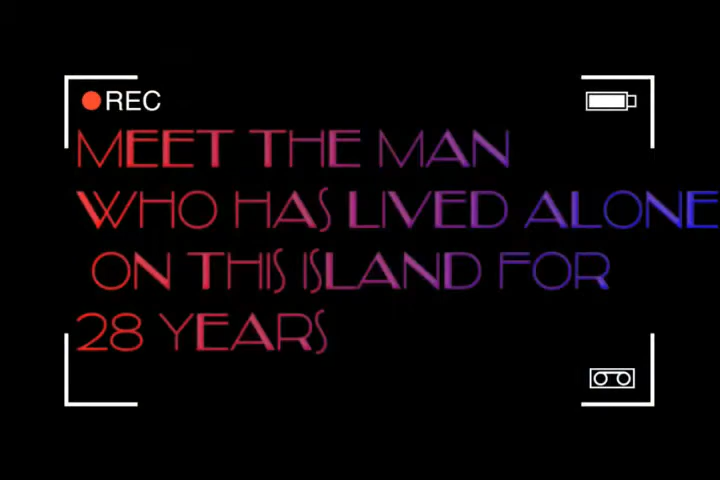 REC
MEET THE MAN
WHO HAS LIVED ALONE
ON THIS ISLAND FOR
28 YEARS